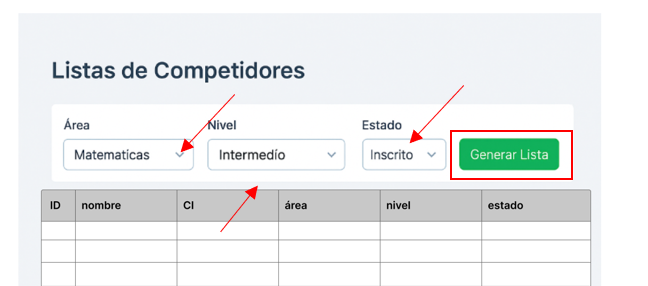 Listas de Competidores
Área Nivel Estado
Matematicas Intermedío Inscrito Generar Lista
ID nombre CI área nivel estado